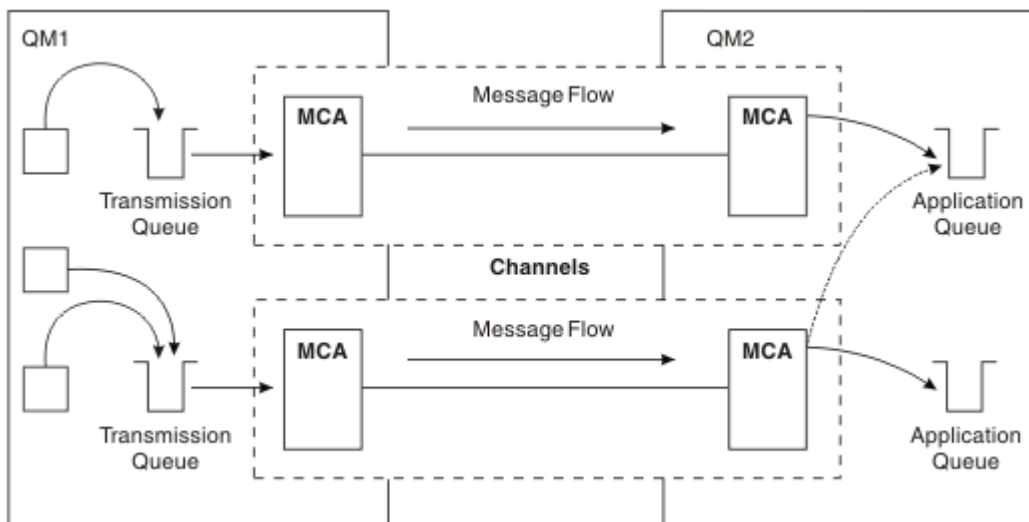 QM1
QM2
MCA
Message Flow
MCA
Transmission
Queue
Application
Queue
Channels
MCA
Message Flow
MCA
Transmission
Queue
Application
Queue